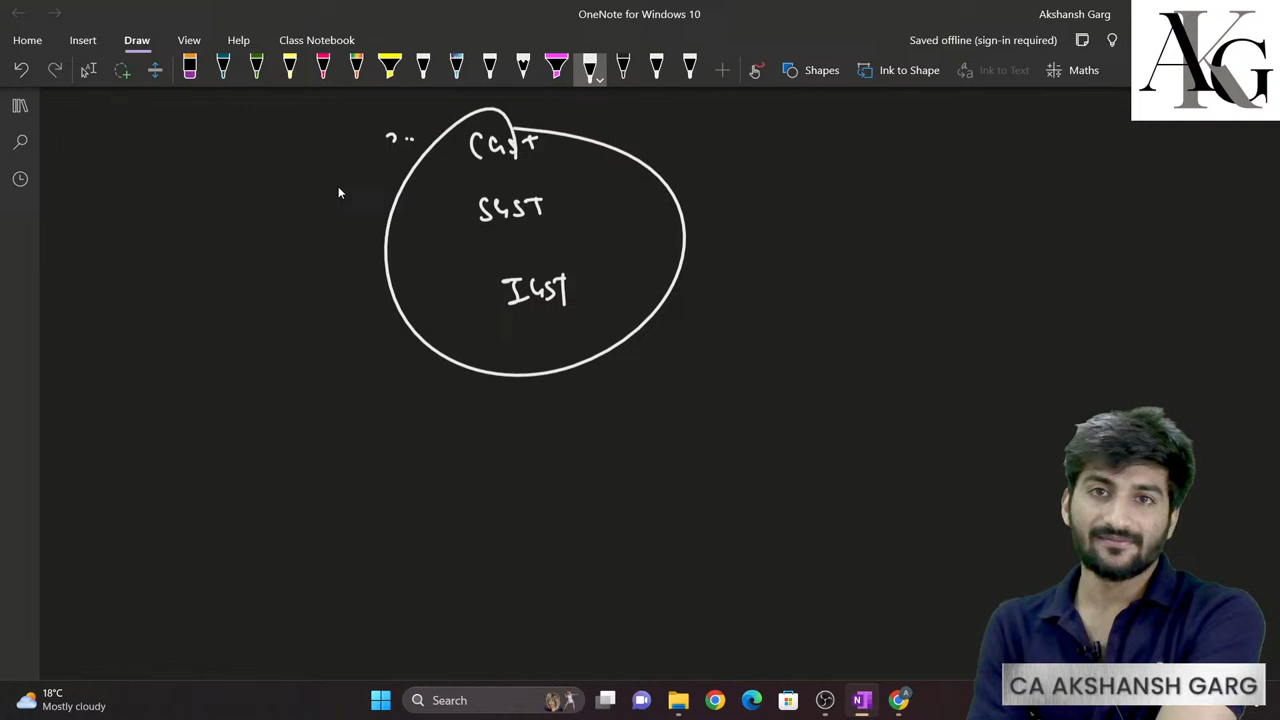 OneNote for Windows 10
Akshansh Garg
Home Insert Draw View Help Class Notebook
Saved offline (sign-in required)
Shapes Ink to Shape Ink to Text Maths
AKG
CGST
SGST
IGST
CA AKSHANSH GARG
18°C
Mostly cloudy
Search